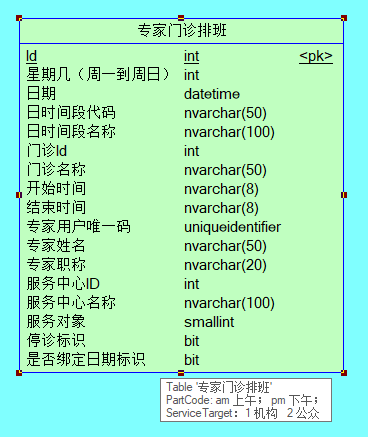 专家门诊排班
Id int <pk>
星期几（周一到周日） int
日期 datetime
日时间段代码 nvarchar(50)
日时间段名称 nvarchar(100)
门诊Id int
门诊名称 nvarchar(50)
开始时间 nvarchar(8)
结束时间 nvarchar(8)
专家用户唯一码 uniqueidentifier
专家姓名 nvarchar(50)
专家职称 nvarchar(20)
服务中心ID int
服务中心名称 nvarchar(100)
服务对象 smallint
停诊标识 bit
是否绑定日期标识 bit
Table '专家门诊排班'
PartCode: am 上午； pm 下午；
ServiceTarget：1 机构 2 公众